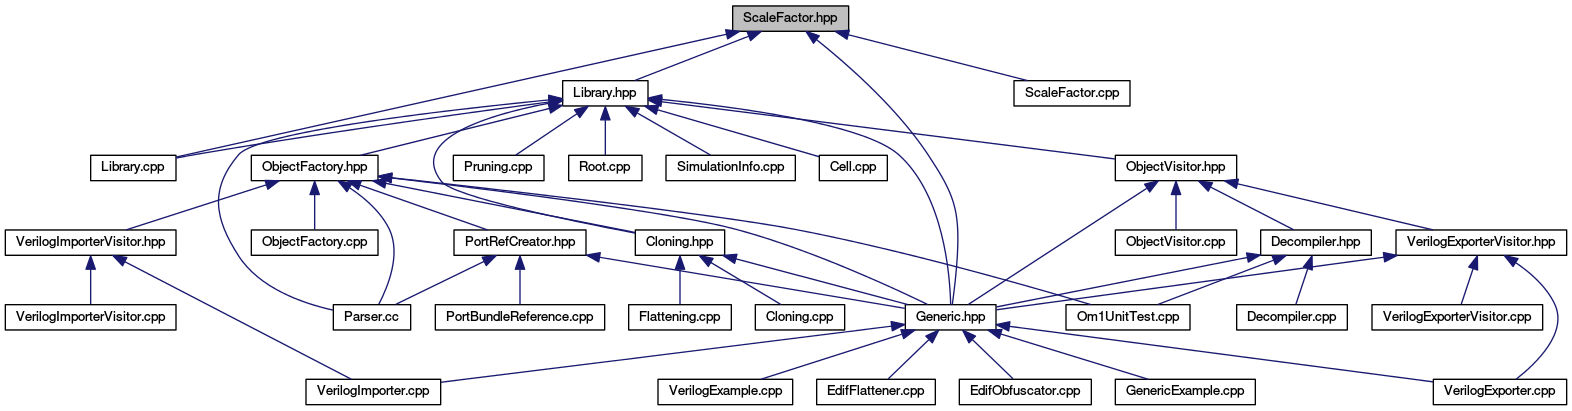 ScaleFactor.hpp
Library.hpp
ScaleFactor.cpp
Library.cpp
ObjectFactory.hpp
Pruning.cpp
Root.cpp
SimulationInfo.cpp
Cell.cpp
ObjectVisitor.hpp
VerilogImporterVisitor.hpp
ObjectFactory.cpp
PortRefCreator.hpp
Cloning.hpp
ObjectVisitor.cpp
Decompiler.hpp
VerilogExporterVisitor.hpp
VerilogImporterVisitor.cpp
Parser.cc
PortBundleReference.cpp
Flattening.cpp
Cloning.cpp
Generic.hpp
Om1UnitTest.cpp
Decompiler.cpp
VerilogExporterVisitor.cpp
VerilogImporter.cpp
VerilogExample.cpp
EdifFlattener.cpp
EdifObfuscator.cpp
GenericExample.cpp
VerilogExporter.cpp